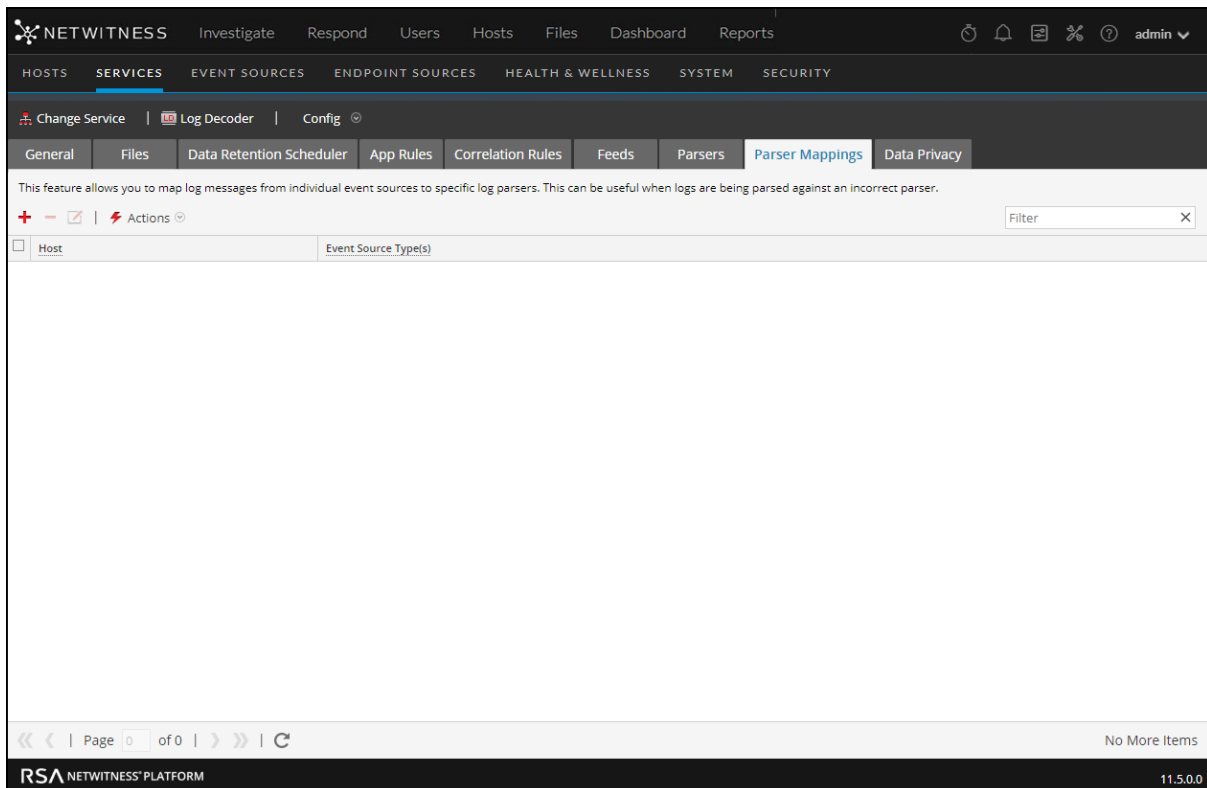 NETWITNESS Investigate Respond Users Hosts Files Dashboard Reports admin
HOSTS SERVICES EVENT SOURCES ENDPOINT SOURCES HEALTH & WELLNESS SYSTEM SECURITY
Change Service | LD Log Decoder | Config
General Files Data Retention Scheduler App Rules Correlation Rules Feeds Parsers Parser Mappings Data Privacy
This feature allows you to map log messages from individual event sources to specific log parsers. This can be useful when logs are being parsed against an incorrect parser.
Actions Filter
Host Event Source Type(s)
Page 0 of 0 No More Items
RSA NETWITNESS® PLATFORM 11.5.0.0